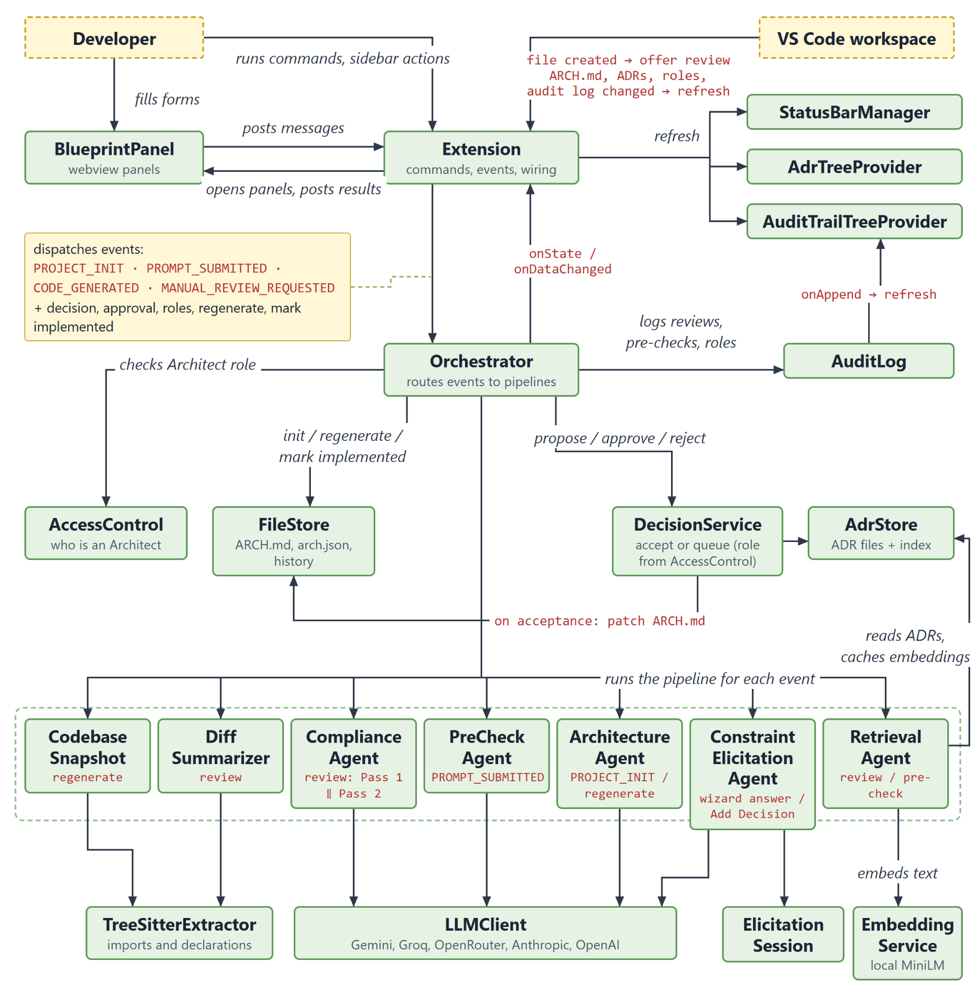 Developer
VS Code workspace
runs commands, sidebar actions
file created → offer review
ARCH.md, ADRs, roles,
audit log changed → refresh
fills forms
StatusBarManager
posts messages
refresh
BlueprintPanel
webview panels
Extension
commands, events, wiring
AdrTreeProvider
opens panels, posts results
AuditTrailTreeProvider
dispatches events:
PROJECT_INIT · PROMPT_SUBMITTED ·
CODE_GENERATED · MANUAL_REVIEW_REQUESTED
+ decision, approval, roles, regenerate, mark
implemented
onState /
onDataChanged
onAppend → refresh
logs reviews,
pre-checks, roles
checks Architect role
Orchestrator
routes events to pipelines
AuditLog
init / regenerate /
mark implemented
propose / approve / reject
AccessControl
who is an Architect
FileStore
ARCH.md, arch.json,
history
DecisionService
accept or queue (role
from AccessControl)
AdrStore
ADR files + index
on acceptance: patch ARCH.md
reads ADRs,
caches embeddings
runs the pipeline for each event
Codebase
Snapshot
regenerate
Diff
Summarizer
review
Compliance
Agent
review: Pass 1
‖ Pass 2
PreCheck
Agent
PROMPT_SUBMITTED
Architecture
Agent
PROJECT_INIT /
regenerate
Constraint
Elicitation
Agent
wizard answer /
Add Decision
Retrieval
Agent
review / pre-
check
embeds text
TreeSitterExtractor
imports and declarations
LLMClient
Gemini, Groq, OpenRouter, Anthropic, OpenAI
Elicitation
Session
Embedding
Service
local MiniLM